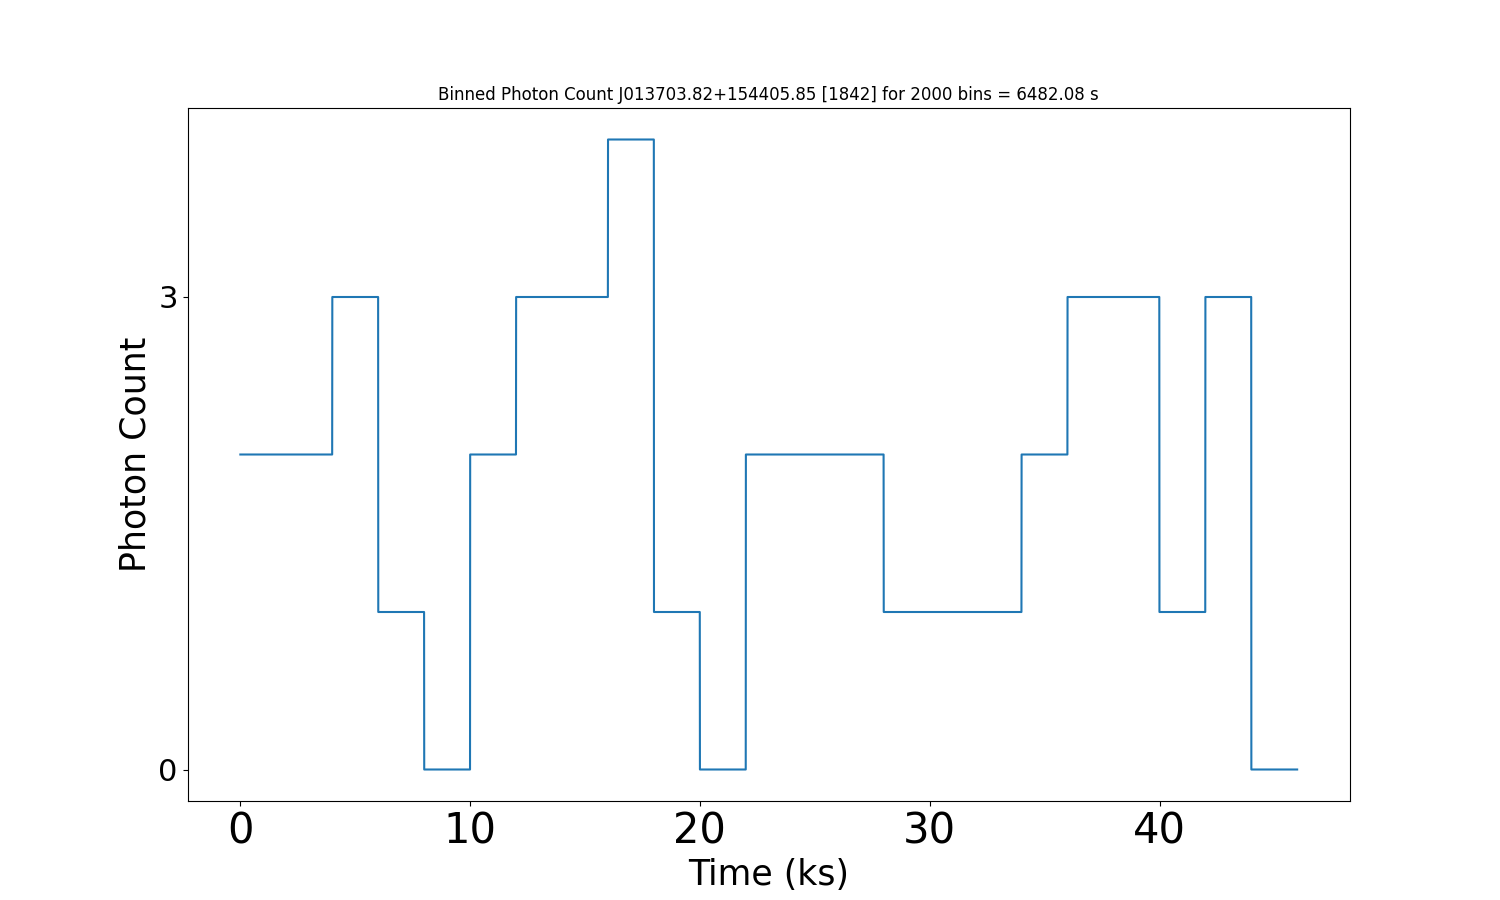 Binned Photon Count J013703.82+154405.85 [1842] for 2000 bins = 6482.08 s
Photon Count
3
0
0 10 20 30 40
Time (ks)